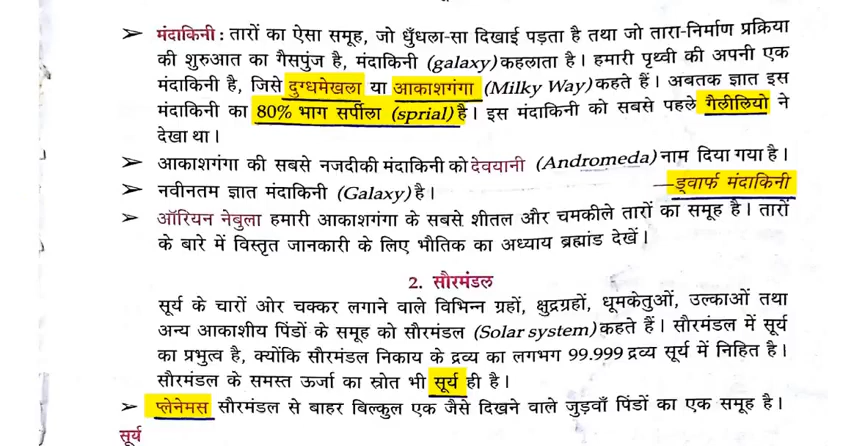 ➢ मंदाकिनी : तारों का ऐसा समूह, जो धुँधला-सा दिखाई पड़ता है तथा जो तारा-निर्माण प्रक्रिया
की शुरुआत का गैसपुंज है, मंदाकिनी (galaxy) कहलाता है। हमारी पृथ्वी की अपनी एक
मंदाकिनी है, जिसे दुग्धमेखला या आकाशगंगा (Milky Way) कहते हैं। अबतक ज्ञात इस
मंदाकिनी का 80% भाग सर्पीला (sprial) है। इस मंदाकिनी को सबसे पहले गैलीलियो ने
देखा था।
➢ आकाशगंगा की सबसे नजदीकी मंदाकिनी को देवयानी (Andromeda) नाम दिया गया है।
➢ नवीनतम ज्ञात मंदाकिनी (Galaxy) है। —ड्वार्फ मंदाकिनी
➢ ऑरियन नेबुला हमारी आकाशगंगा के सबसे शीतल और चमकीले तारों का समूह है। तारों
के बारे में विस्तृत जानकारी के लिए भौतिक का अध्याय ब्रह्मांड देखें।
2. सौरमंडल
सूर्य के चारों ओर चक्कर लगाने वाले विभिन्न ग्रहों, क्षुद्रग्रहों, धूमकेतुओं, उल्काओं तथा
अन्य आकाशीय पिंडों के समूह को सौरमंडल (Solar system) कहते हैं। सौरमंडल में सूर्य
का प्रभुत्व है, क्योंकि सौरमंडल निकाय के द्रव्य का लगभग 99.999 द्रव्य सूर्य में निहित है।
सौरमंडल के समस्त ऊर्जा का स्रोत भी सूर्य ही है।
➢ प्लेनेमस सौरमंडल से बाहर बिल्कुल एक जैसे दिखने वाले जुड़वाँ पिंडों का एक समूह है।
सूर्य